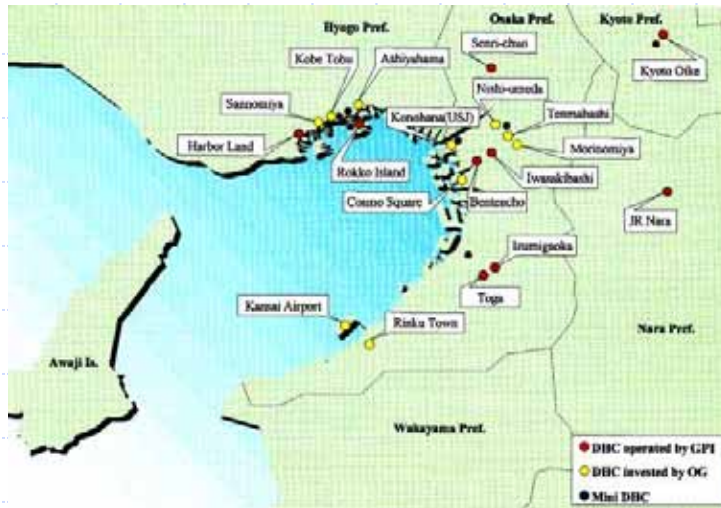 Hyogo Pref.
Osaka Pref.
Kyoto Pref.
Senri-chuo
Kobe Tobu
Kyoto Oike
Nishi-umeda
Sannomiya
Konohana(USJ)
Tenmabashi
Harbor Land
Morinomiya
Rokko Island
Iwasakibashi
Cosmo Square
Bentencho
JR Nara
Izumigaoka
Toga
Kansai Airport
Rinku Town
Nara Pref.
Awaji Is.
Wakayama Pref.
DHC operated by GPI
DHC invested by OG
Mini DHC